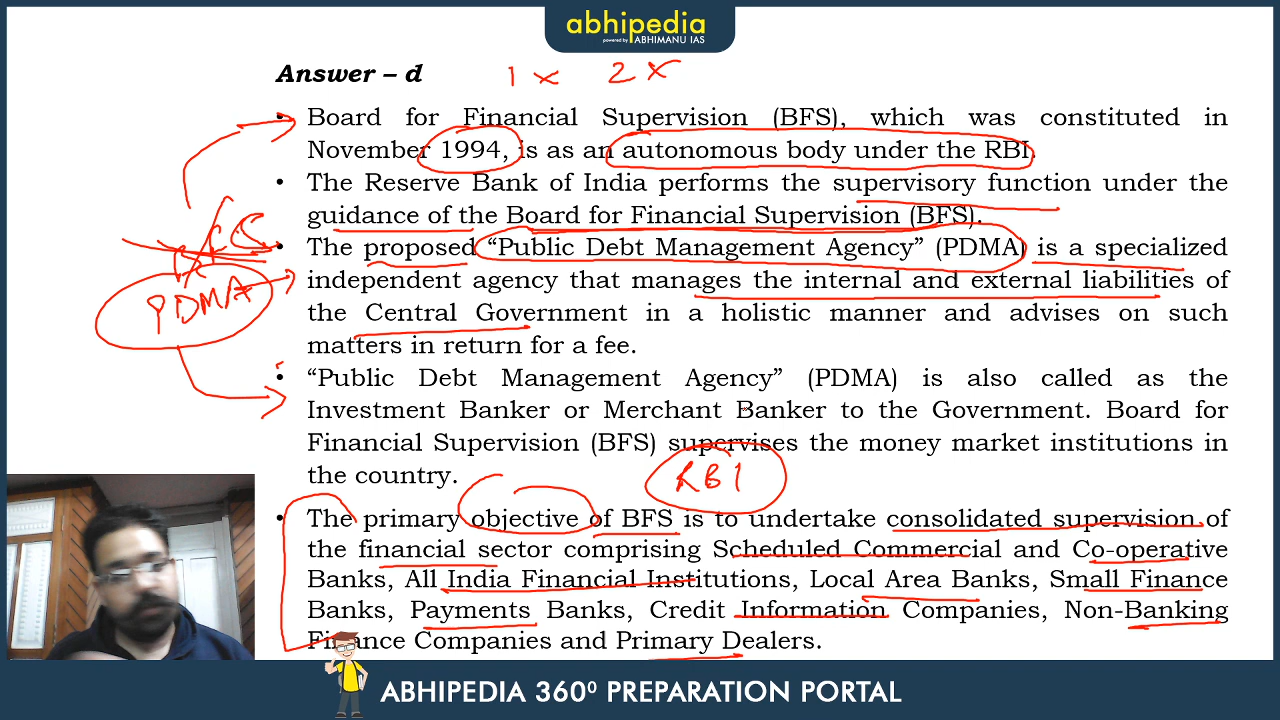 abhipedia
powered by ABHIMANU IAS
Answer – d
1 x 2 x
Board for Financial Supervision (BFS), which was constituted in
November 1994, is as an autonomous body under the RBI.
• The Reserve Bank of India performs the supervisory function under the
guidance of the Board for Financial Supervision (BFS).
• The proposed “Public Debt Management Agency” (PDMA) is a specialized
independent agency that manages the internal and external liabilities of
PDMA
the Central Government in a holistic manner and advises on such
matters in return for a fee.
• “Public Debt Management Agency” (PDMA) is also called as the
Investment Banker or Merchant Banker to the Government. Board for
Financial Supervision (BFS) supervises the money market institutions in
the country.
RBI
• The primary objective of BFS is to undertake consolidated supervision of
the financial sector comprising Scheduled Commercial and Co-operative
Banks, All India Financial Institutions, Local Area Banks, Small Finance
Banks, Payments Banks, Credit Information Companies, Non-Banking
Finance Companies and Primary Dealers.
ABHIPEDIA 360⁰ PREPARATION PORTAL